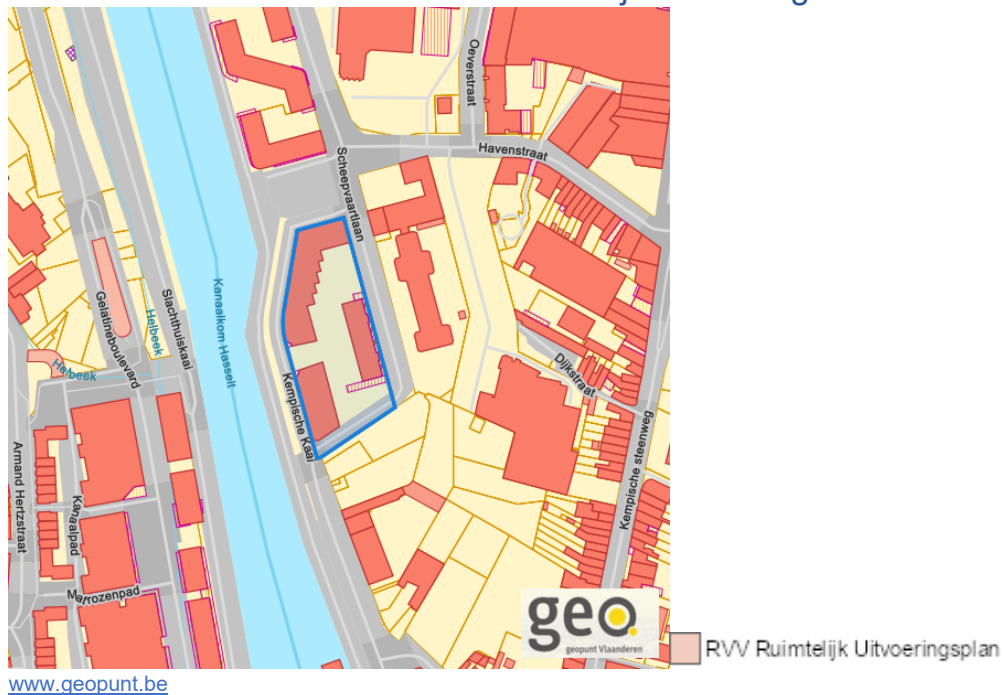 Oeverstraat
Havenstraat
Scheepvaartlaan
Kanaalkom Hasselt
Slachthuiskaai
Helbeek
Gelatineboulevard
Helbeek
Kempische Kaai
Dijkstraat
Kempische steenweg
Armand Hertzstraat
Kanaalpad
Matrozenpad
geo.
geopunt Vlaanderen
RVV Ruimtelijk Uitvoeringsplan
www.geopunt.be